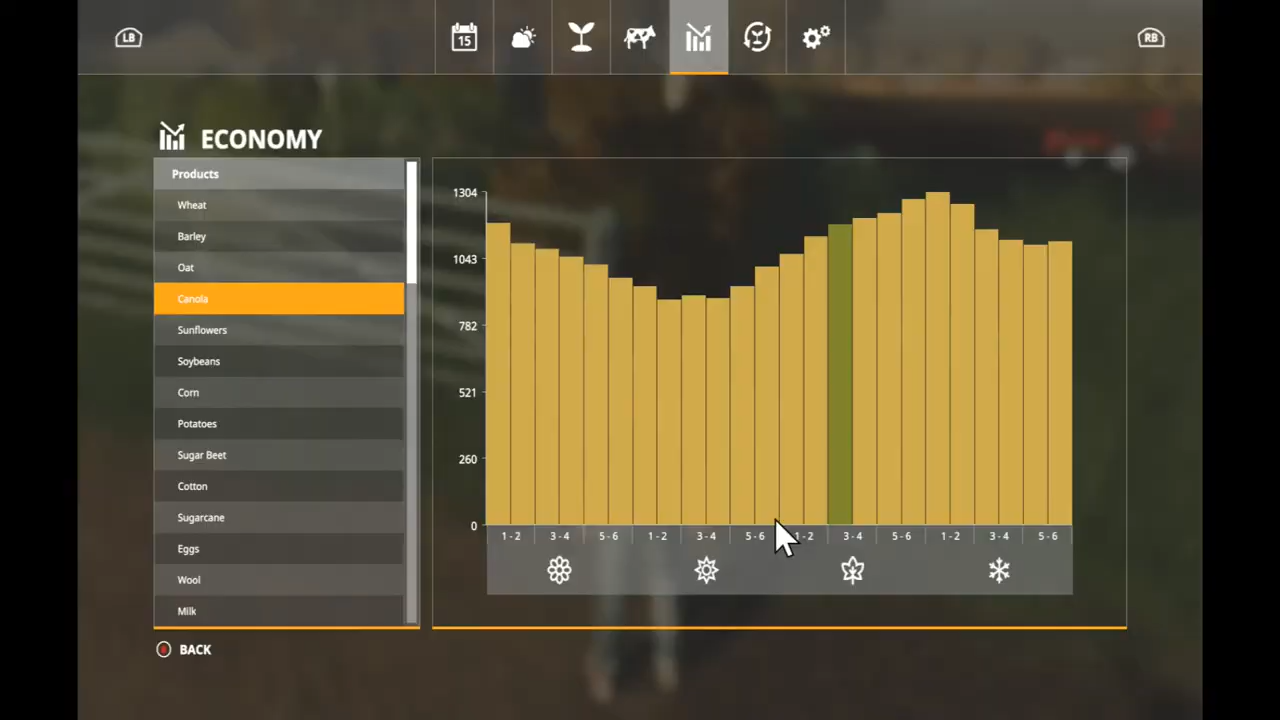 LB
15
RB
ECONOMY
Products
Wheat
Barley
Oat
Canola
Sunflowers
Soybeans
Corn
Potatoes
Sugar Beet
Cotton
Sugarcane
Eggs
Wool
Milk
1304
1043
782
521
260
0
1 - 2 3 - 4 5 - 6 1 - 2 3 - 4 5 - 6 1 - 2 3 - 4 5 - 6 1 - 2 3 - 4 5 - 6
BACK